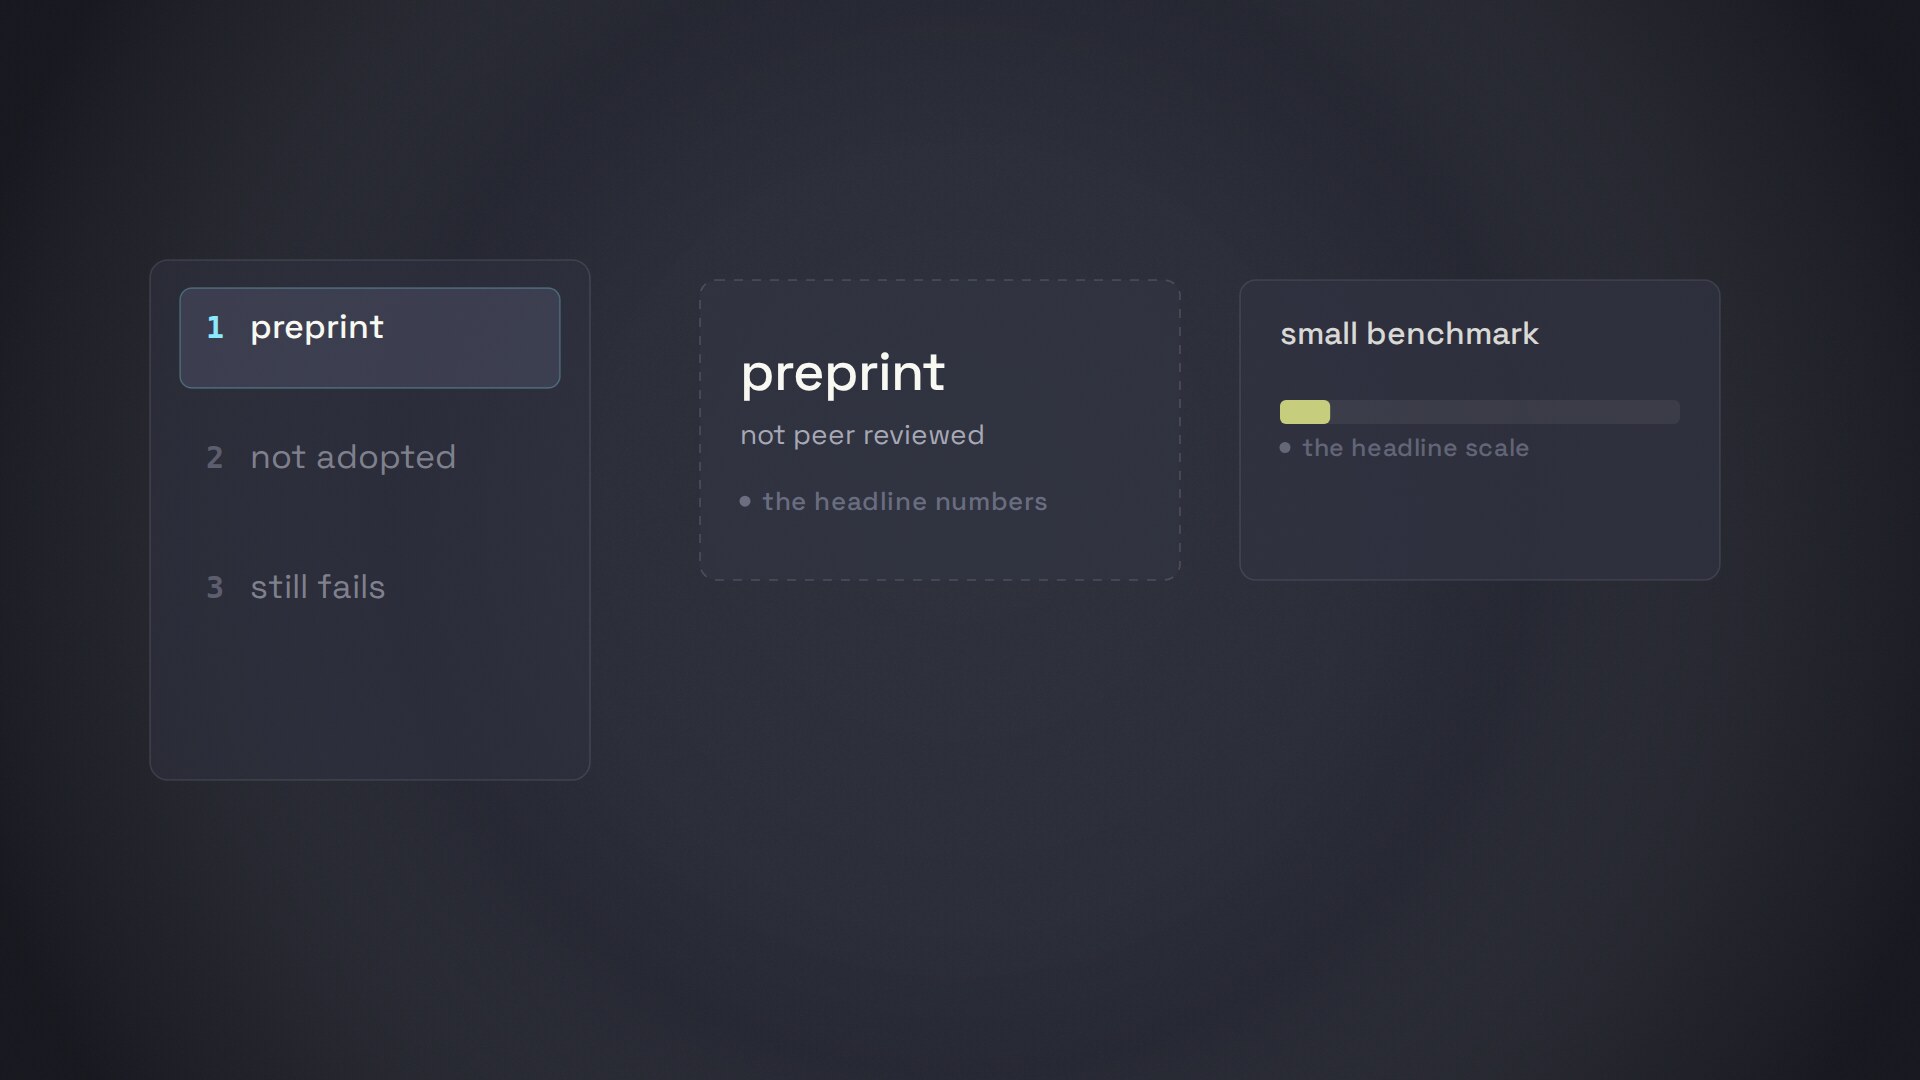 1 preprint
2 not adopted
3 still fails
preprint
not peer reviewed
the headline numbers
small benchmark
the headline scale